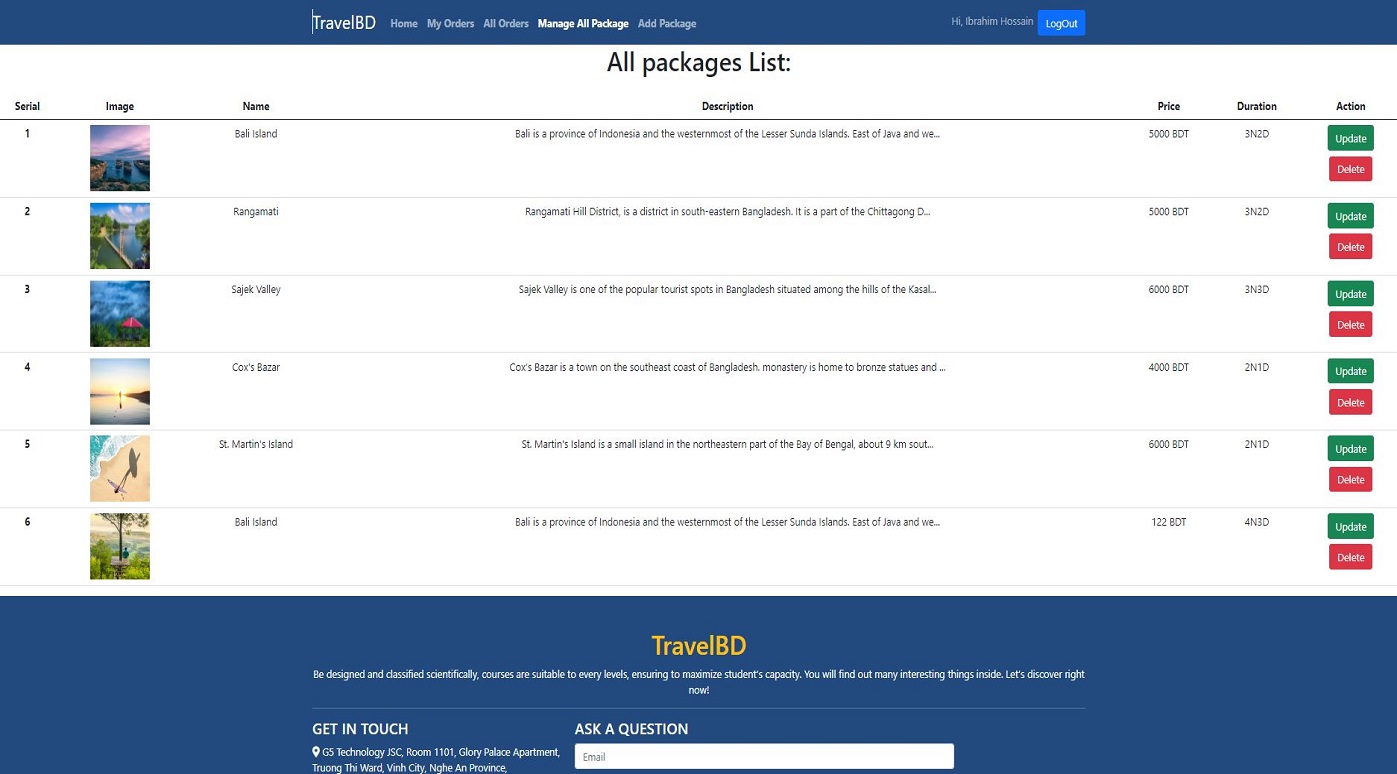 TravelBD Home My Orders All Orders Manage All Package Add Package Hi, Ibrahim Hossain LogOut
All packages List:
Serial Image Name Description Price Duration Action
1 Bali Island Bali is a province of Indonesia and the westernmost of the Lesser Sunda Islands. East of Java and we... 5000 BDT 3N2D Update
Delete
2 Rangamati Rangamati Hill District, is a district in south-eastern Bangladesh. It is a part of the Chittagong D... 5000 BDT 3N2D Update
Delete
3 Sajek Valley Sajek Valley is one of the popular tourist spots in Bangladesh situated among the hills of the Kasal... 6000 BDT 3N3D Update
Delete
4 Cox's Bazar Cox's Bazar is a town on the southeast coast of Bangladesh. monastery is home to bronze statues and ... 4000 BDT 2N1D Update
Delete
5 St. Martin's Island St. Martin's Island is a small island in the northeastern part of the Bay of Bengal, about 9 km sout... 6000 BDT 2N1D Update
Delete
6 Bali Island Bali is a province of Indonesia and the westernmost of the Lesser Sunda Islands. East of Java and we... 122 BDT 4N3D Update
Delete
TravelBD
Be designed and classified scientifically, courses are suitable to every levels, ensuring to maximize student's capacity. You will find out many interesting things inside. Let's discover right
now!
GET IN TOUCH
G5 Technology JSC, Room 1101, Glory Palace Apartment,
Truong Thi Ward, Vinh City, Nghe An Province,
ASK A QUESTION
Email